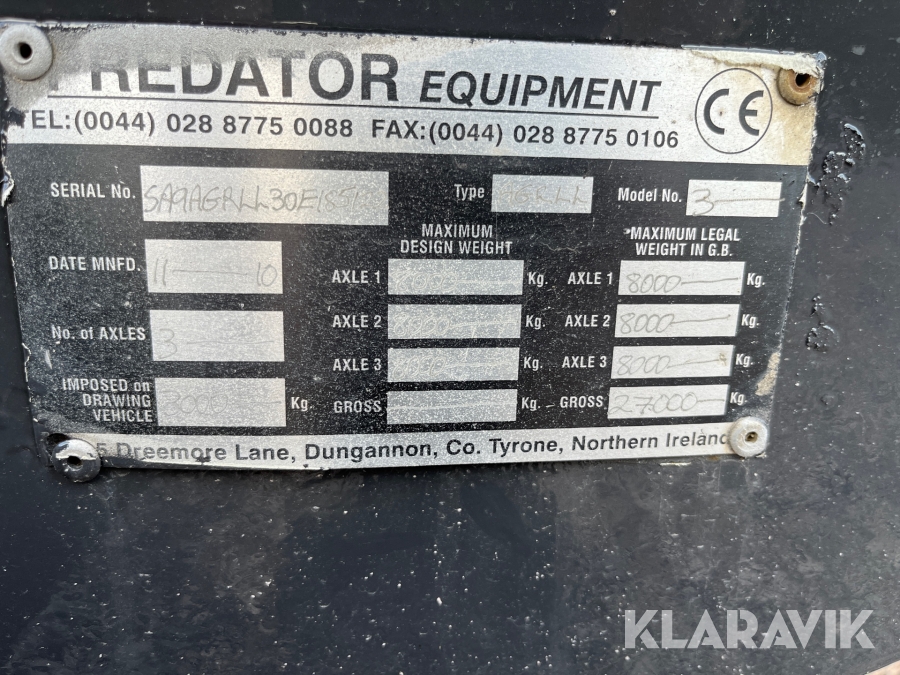 PREDATOR EQUIPMENT
TEL:(0044) 028 8775 0088 FAX:(0044) 028 8775 0106
CE
SERIAL No. Type Model No. 3
MAXIMUM DESIGN WEIGHT
MAXIMUM LEGAL WEIGHT IN G.B.
DATE MNFD. 11 10
AXLE 1 Kg. AXLE 1 8000 Kg.
No. of AXLES 3
AXLE 2 Kg. AXLE 2 8000 Kg.
AXLE 3 Kg. AXLE 3 8000 Kg.
IMPOSED on DRAWING VEHICLE Kg.
GROSS Kg. GROSS 27000 Kg.
Dreemore Lane, Dungannon, Co. Tyrone, Northern Ireland
KLARAVIK